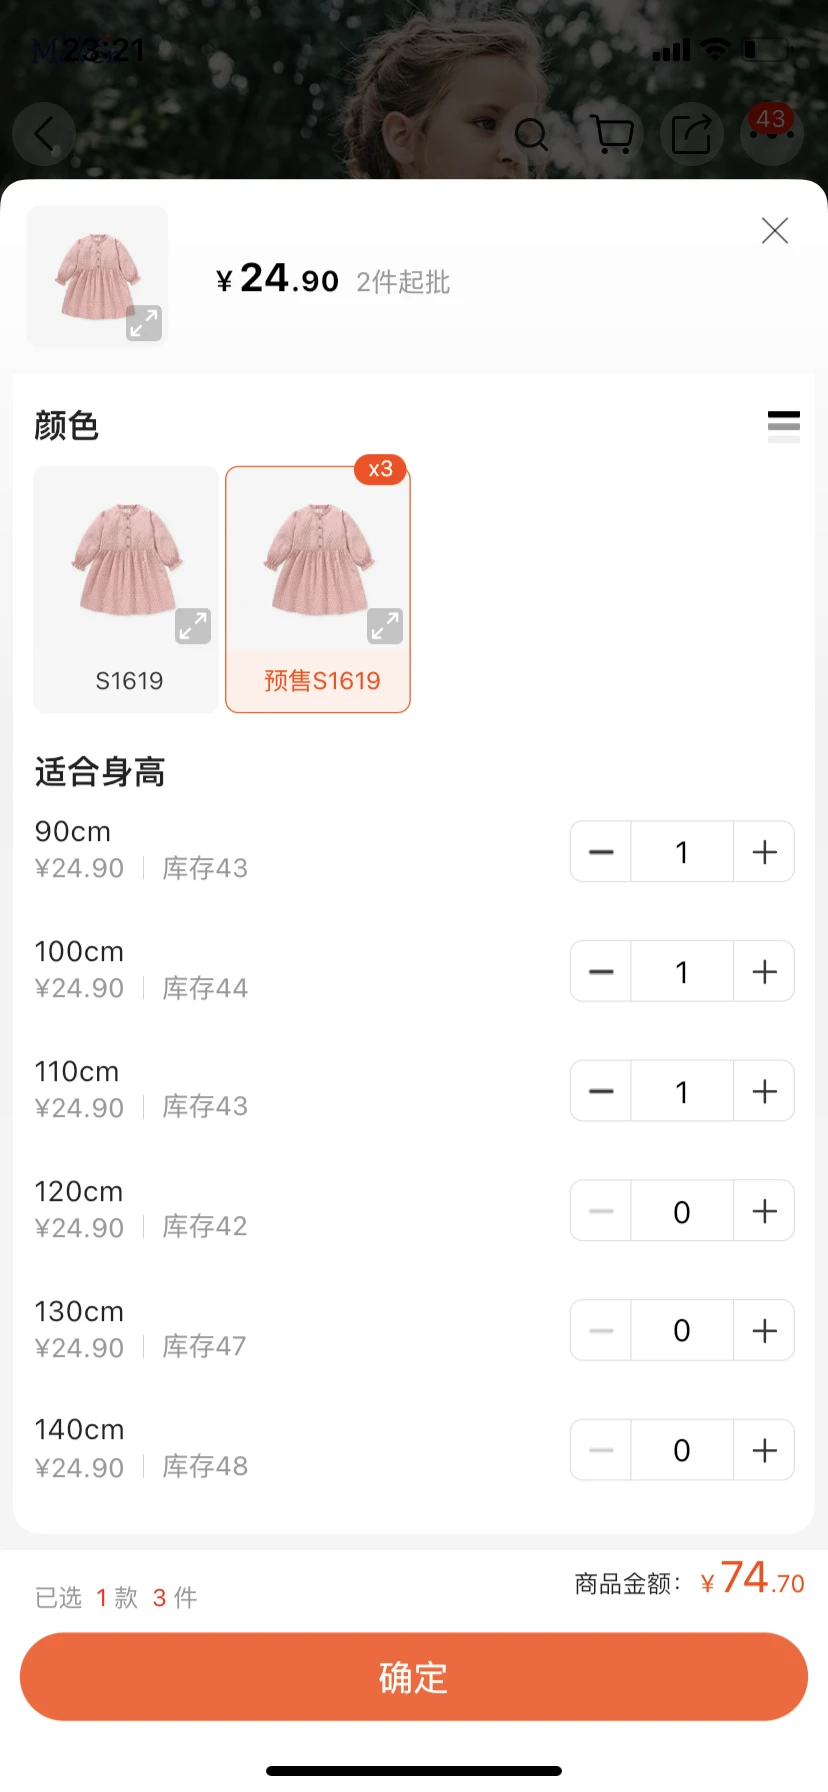 23:21
43
¥24.90 2件起批
颜色
x3
S1619
预售S1619
适合身高
90cm
¥24.90 库存43
1
100cm
¥24.90 库存44
1
110cm
¥24.90 库存43
1
120cm
¥24.90 库存42
0
130cm
¥24.90 库存47
0
140cm
¥24.90 库存48
0
已选 1 款 3 件
商品金额: ¥74.70
确定